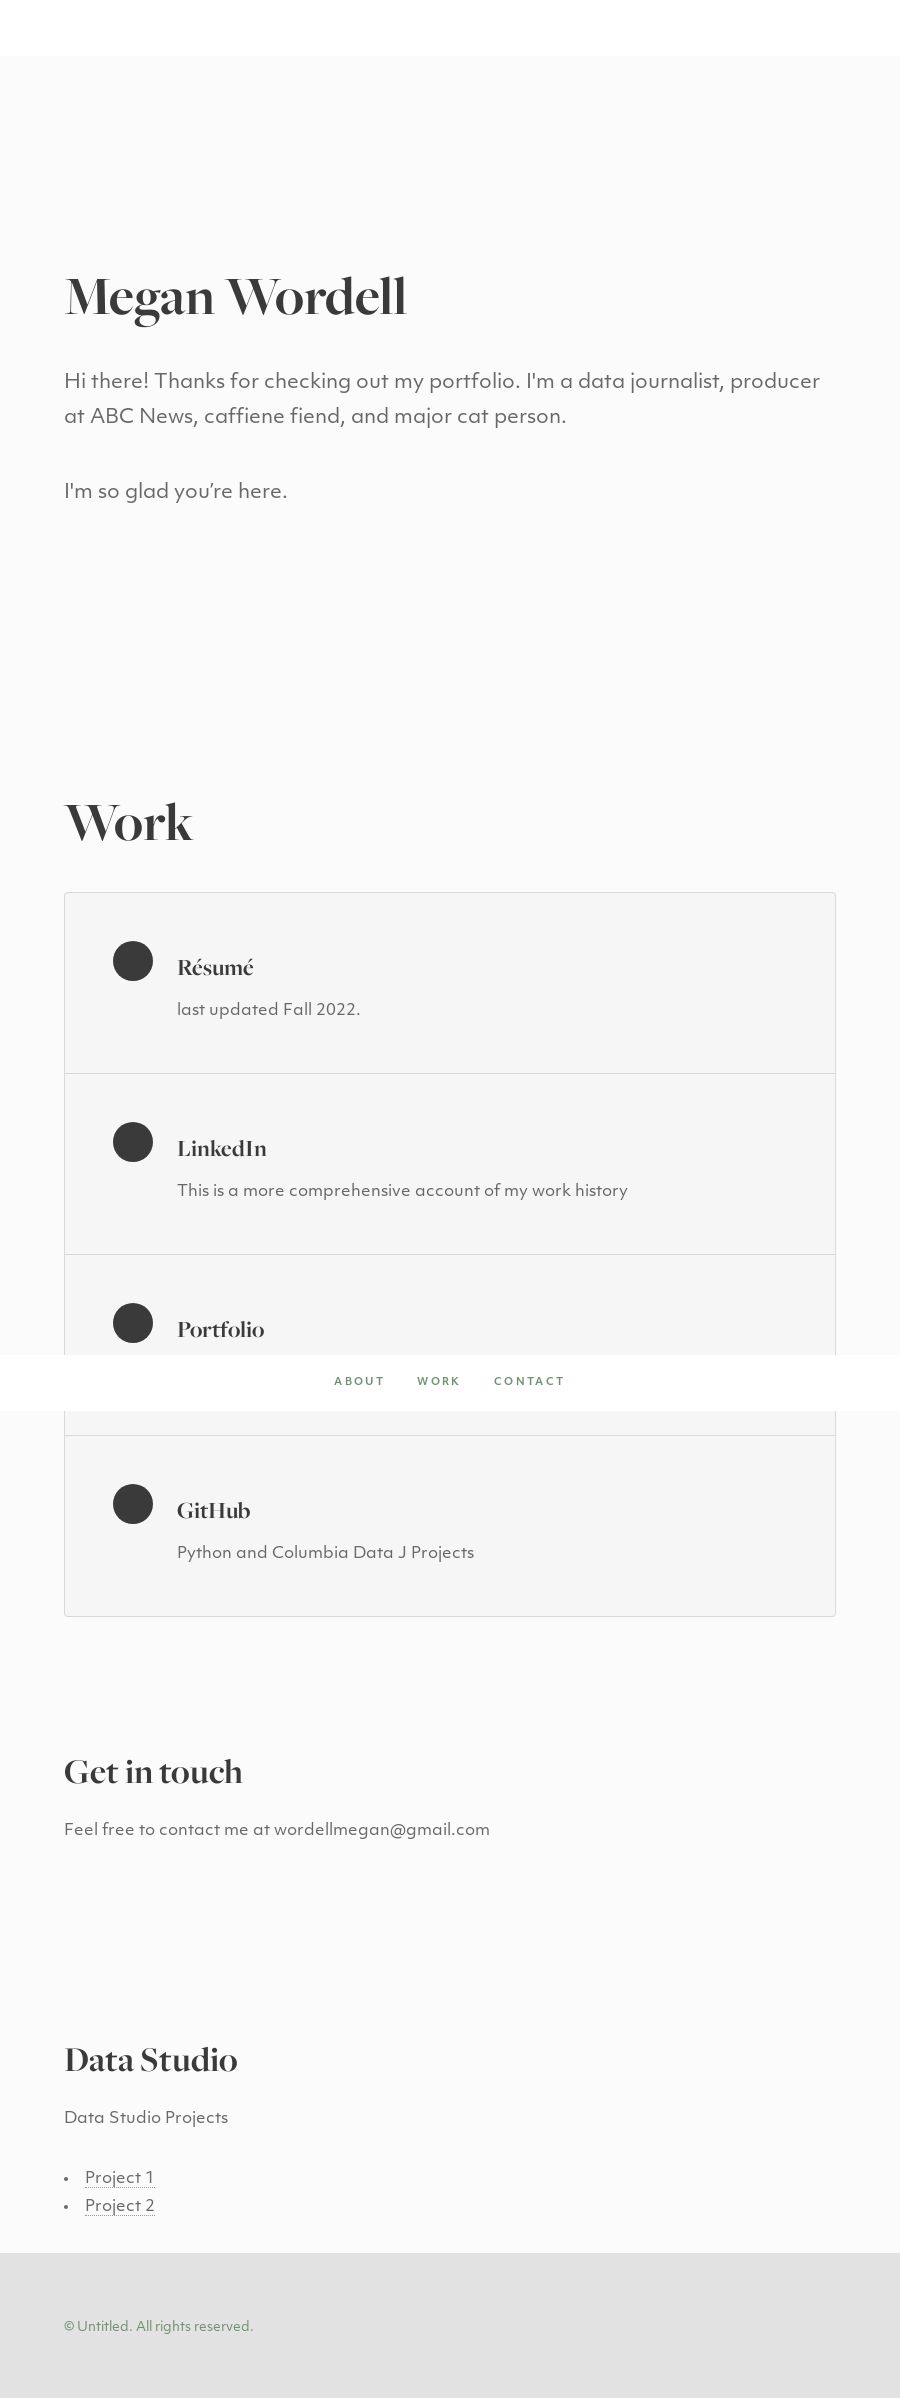 Megan Wordell
Hi there! Thanks for checking out my portfolio. I'm a data journalist, producer
at ABC News, caffiene fiend, and major cat person.
I'm so glad you’re here.
Work
Résumé
last updated Fall 2022.
LinkedIn
This is a more comprehensive account of my work history
Portfolio
ABOUT WORK CONTACT
GitHub
Python and Columbia Data J Projects
Get in touch
Feel free to contact me at wordellmegan@gmail.com
Data Studio
Data Studio Projects
• Project 1
• Project 2
© Untitled. All rights reserved.